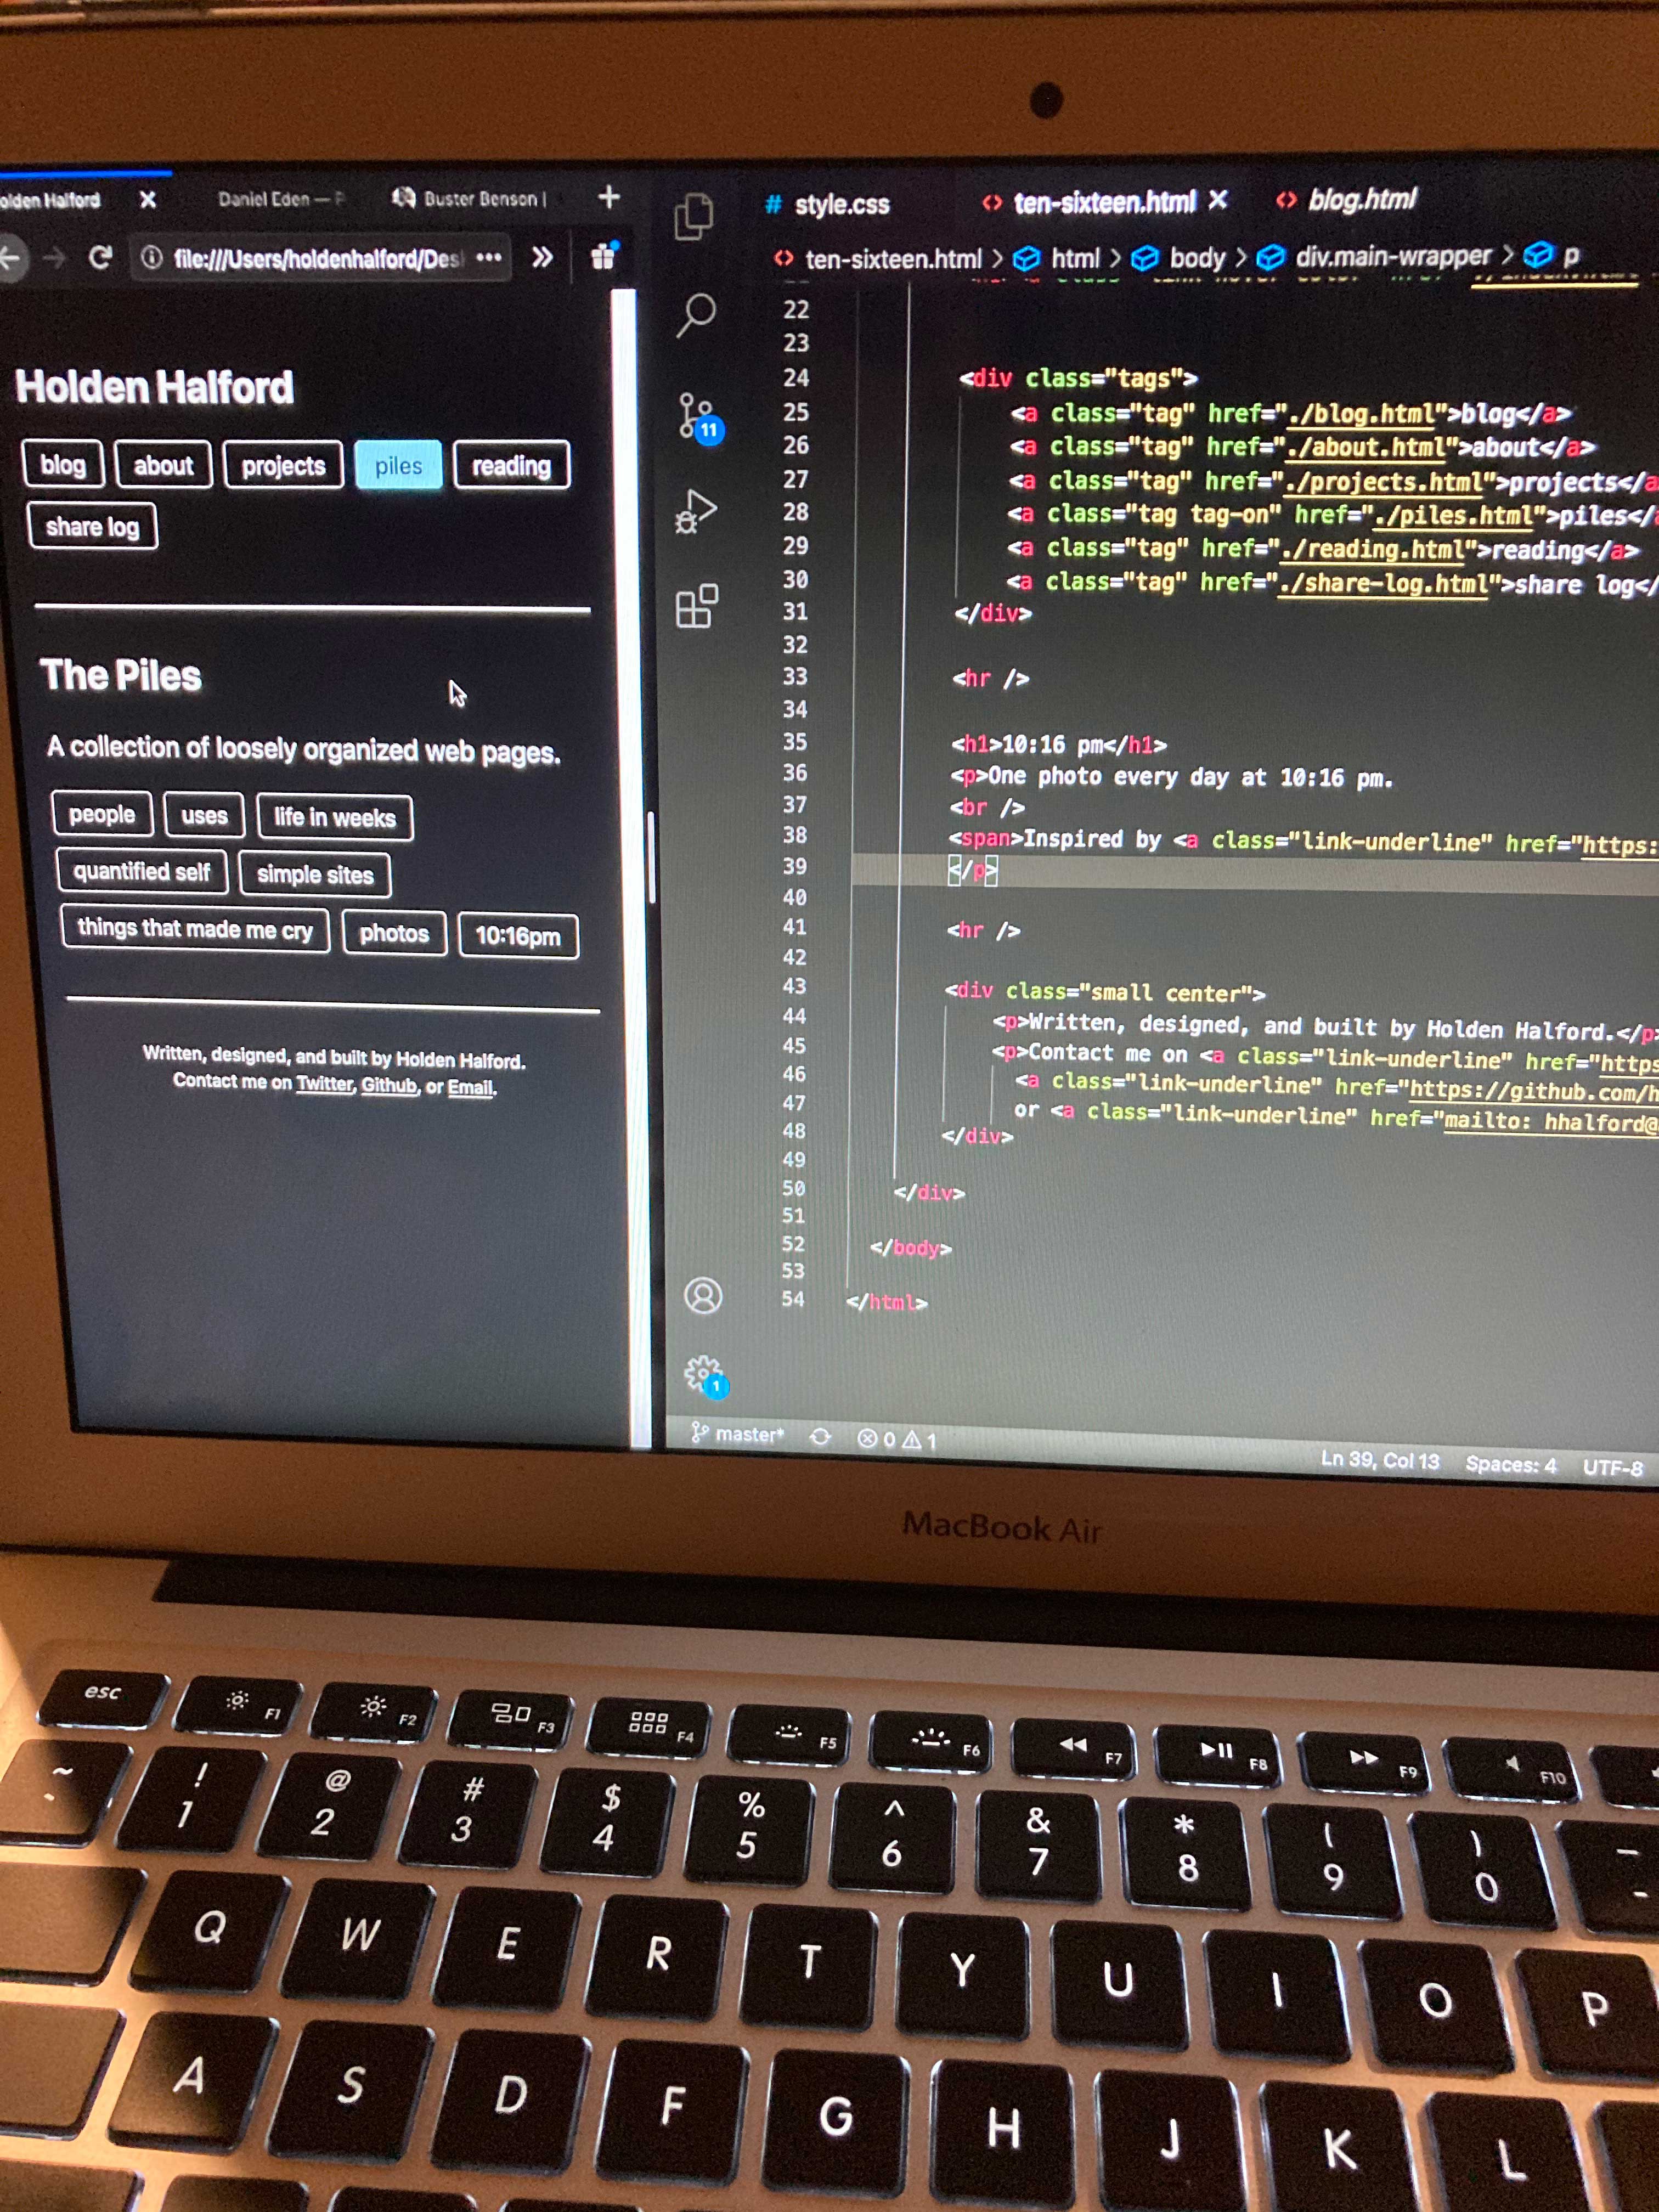 olden Halford
Daniel Eden —
Buster Benson |
file:///Users/holdenhalford/Des
Holden Halford
blog about projects piles reading
share log
The Piles
A collection of loosely organized web pages.
people uses life in weeks
quantified self simple sites
things that made me cry photos 10:16pm
Written, designed, and built by Holden Halford.
Contact me on Twitter, Github, or Email.
# style.css <> ten-sixteen.html <> blog.html
<> ten-sixteen.html > html > body > div.main-wrapper > p
11
22
23
24 <div class="tags">
25 <a class="tag" href="./blog.html">blog</a>
26 <a class="tag" href="./about.html">about</a>
27 <a class="tag" href="./projects.html">projects</a
28 <a class="tag tag-on" href="./piles.html">piles</
29 <a class="tag" href="./reading.html">reading</a>
30 <a class="tag" href="./share-log.html">share log</
31 </div>
32
33 <hr />
34
35 <h1>10:16 pm</h1>
36 <p>One photo every day at 10:16 pm.
37 <br />
38 <span>Inspired by <a class="link-underline" href="https:
39 </p>
40
41 <hr />
42
43 <div class="small center">
44 <p>Written, designed, and built by Holden Halford.</p
45 <p>Contact me on <a class="link-underline" href="https
46 <a class="link-underline" href="https://github.com/h
47 or <a class="link-underline" href="mailto: hhalford@
48 </div>
49
50 </div>
51
52 </body>
53
54 </html>
1
master* 0 1
Ln 39, Col 13 Spaces: 4 UTF-8
MacBook Air
esc F1 F2 F3 F4 F5 F6 F7 F8 F9 F10
~ ! @ # $ % ^ & * ( ) —
` 1 2 3 4 5 6 7 8 9 0 -
Q W E R T Y U I O P
A S D F G H J K L